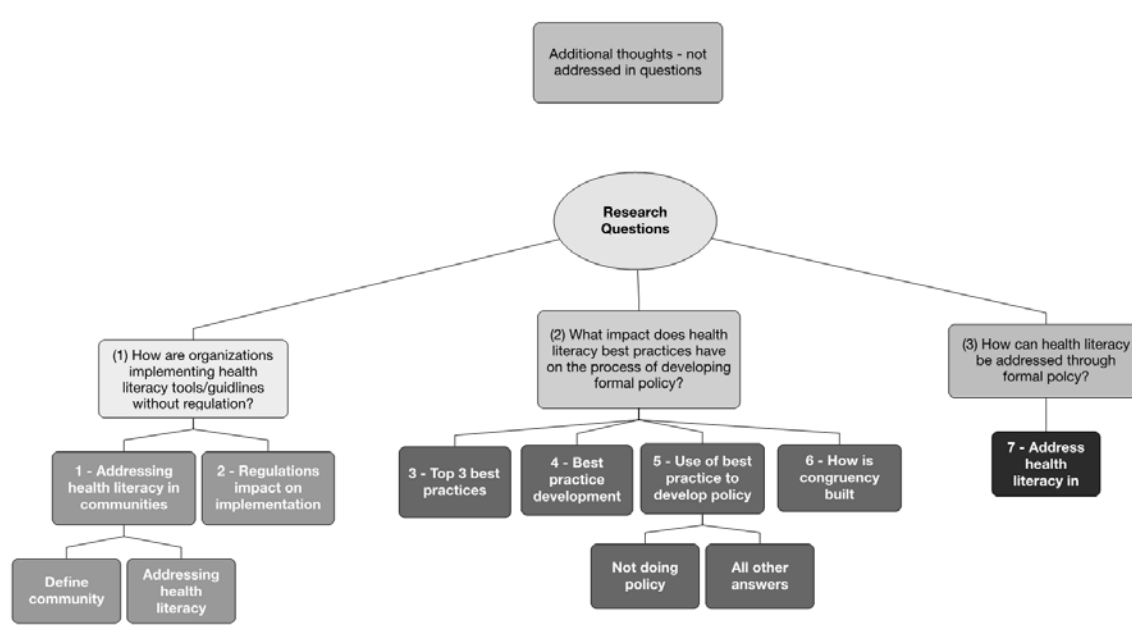 Additional thoughts - not
addressed in questions
Research
Questions
(1) How are organizations
implementing health
literacy tools/guidlines
without regulation?
(2) What impact does health
literacy best practices have
on the process of developing
formal policy?
(3) How can health literacy
be addressed through
formal polcy?
1 - Addressing
health literacy in
communities
2 - Regulations
impact on
implementation
3 - Top 3 best
practices
4 - Best
practice
development
5 - Use of best
practice to
develop policy
6 - How is
congruency
built
7 - Address
health
literacy in
Define
community
Addressing
health
literacy
Not doing
policy
All other
answers